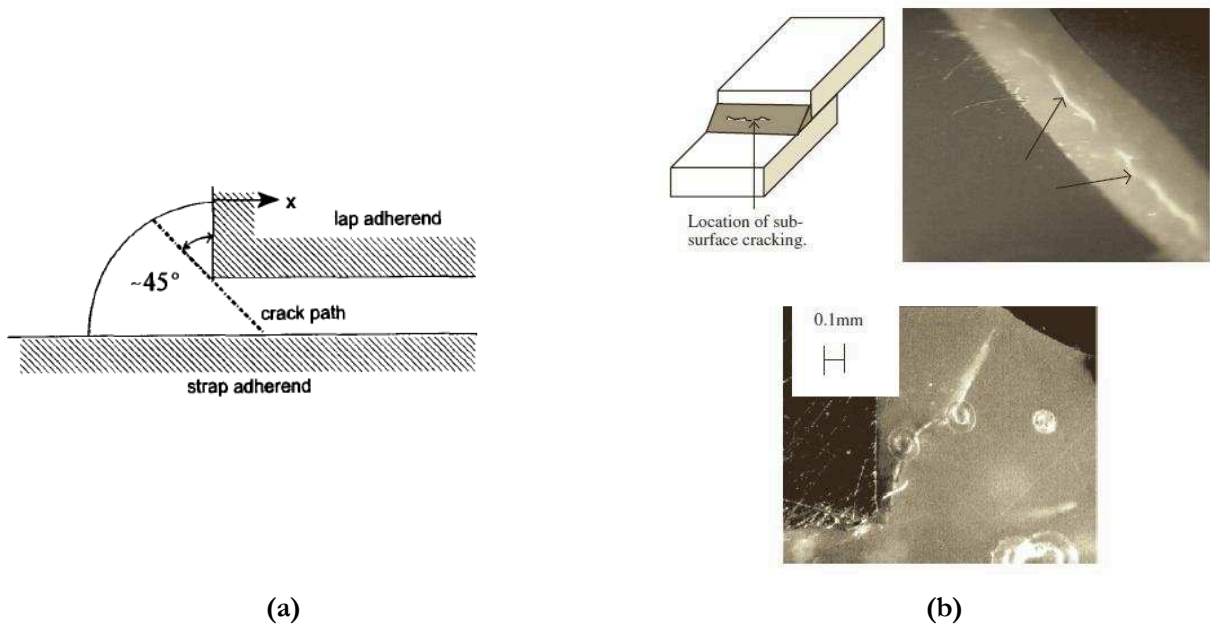 x
lap adherend
~45°
crack path
strap adherend
Location of sub-
surface cracking.
0.1mm
(a)
(b)